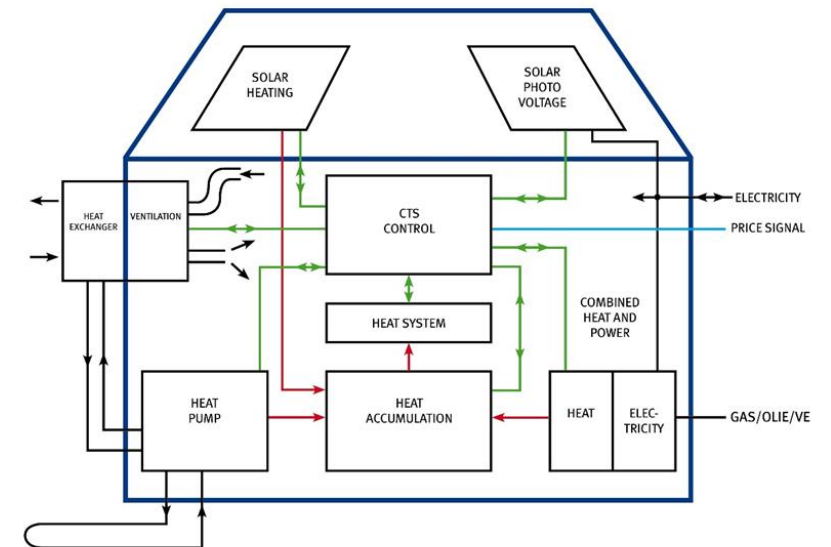 SOLAR
HEATING
SOLAR
PHOTO
VOLTAGE
HEAT
EXCHANGER
VENTILATION
CTS
CONTROL
ELECTRICITY
PRICE SIGNAL
HEAT SYSTEM
COMBINED
HEAT AND
POWER
HEAT
PUMP
HEAT
ACCUMULATION
HEAT
ELEC-
TRICITY
GAS/OLIE/VE